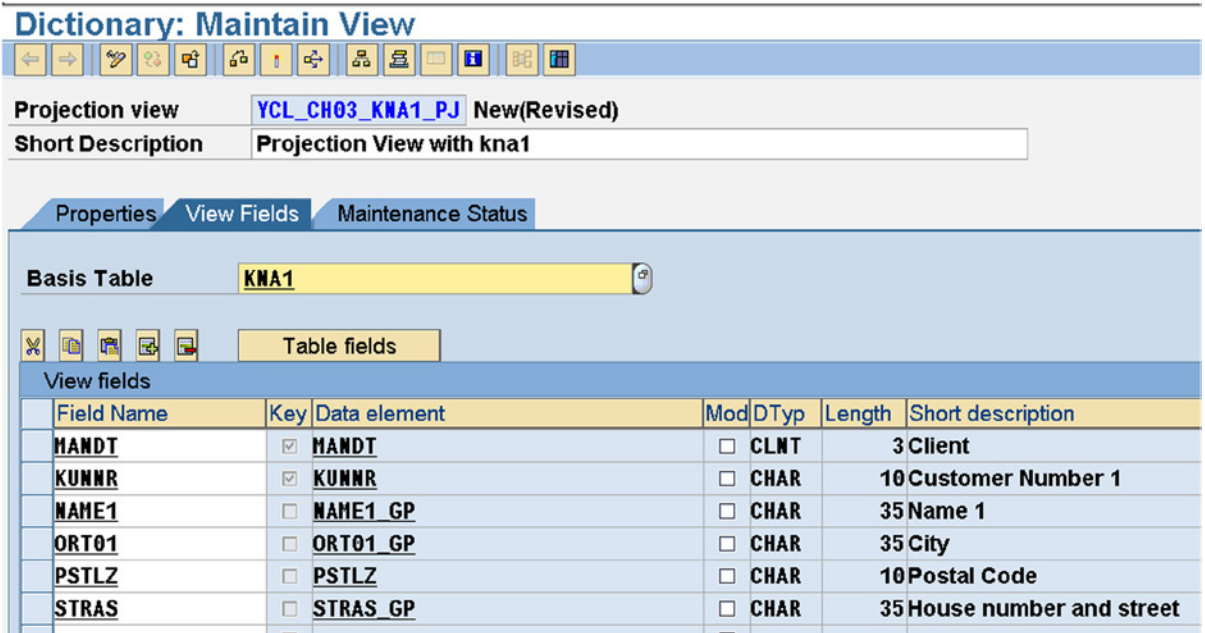 Dictionary: Maintain View
Projection view YCL_CH03_KNA1_PJ New(Revised)
Short Description Projection View with kna1
Properties View Fields Maintenance Status
Basis Table KNA1
Table fields
View fields
Field Name Key Data element Mod DTyp Length Short description
MANDT MANDT CLNT 3 Client
KUNNR KUNNR CHAR 10 Customer Number 1
NAME1 NAME1_GP CHAR 35 Name 1
ORT01 ORT01_GP CHAR 35 City
PSTLZ PSTLZ CHAR 10 Postal Code
STRAS STRAS_GP CHAR 35 House number and street